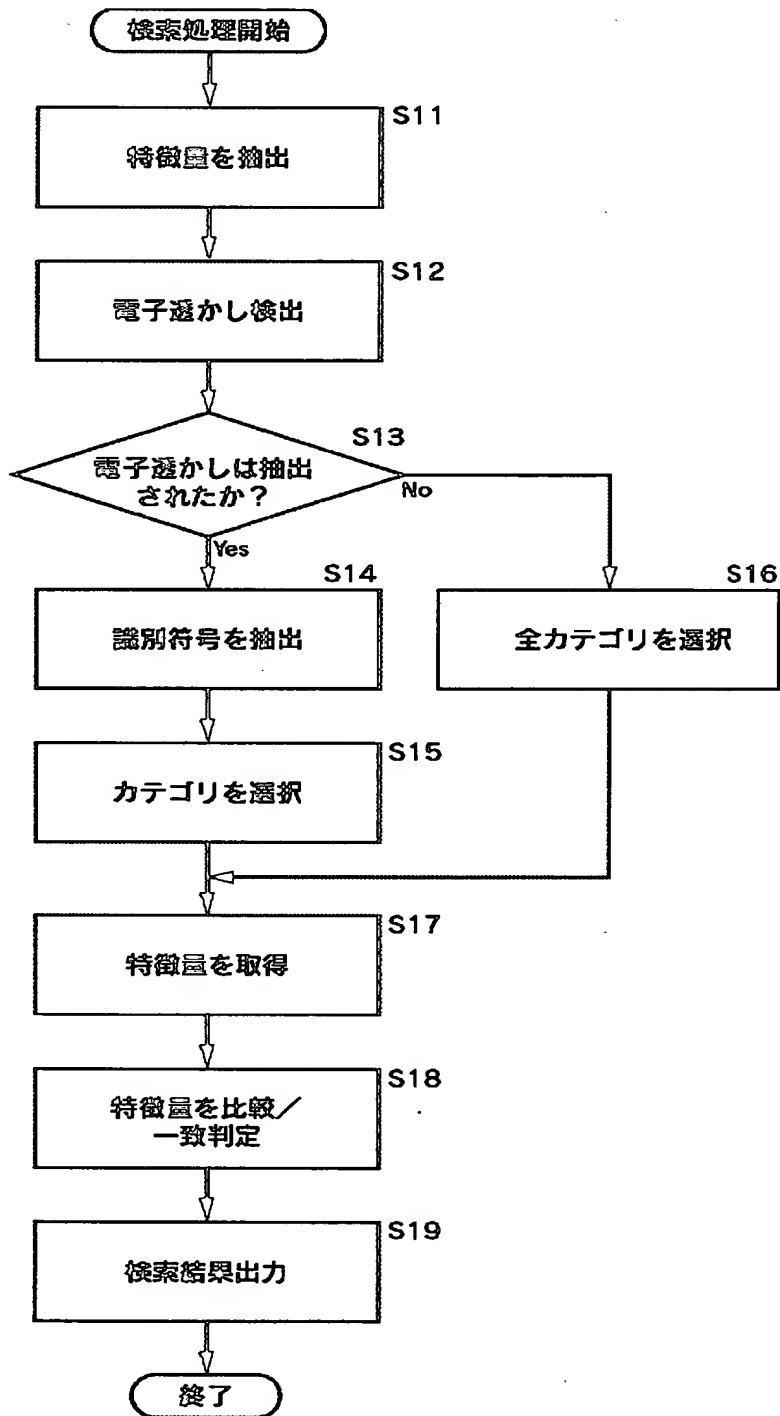 検索処理開始
S11
特徴量を抽出
S12
電子透かし検出
S13
電子透かしは抽出
されたか？
No
Yes
S14
識別符号を抽出
S16
全カテゴリを選択
S15
カテゴリを選択
S17
特徴量を取得
S18
特徴量を比較／
一致判定
S19
検索結果出力
終了